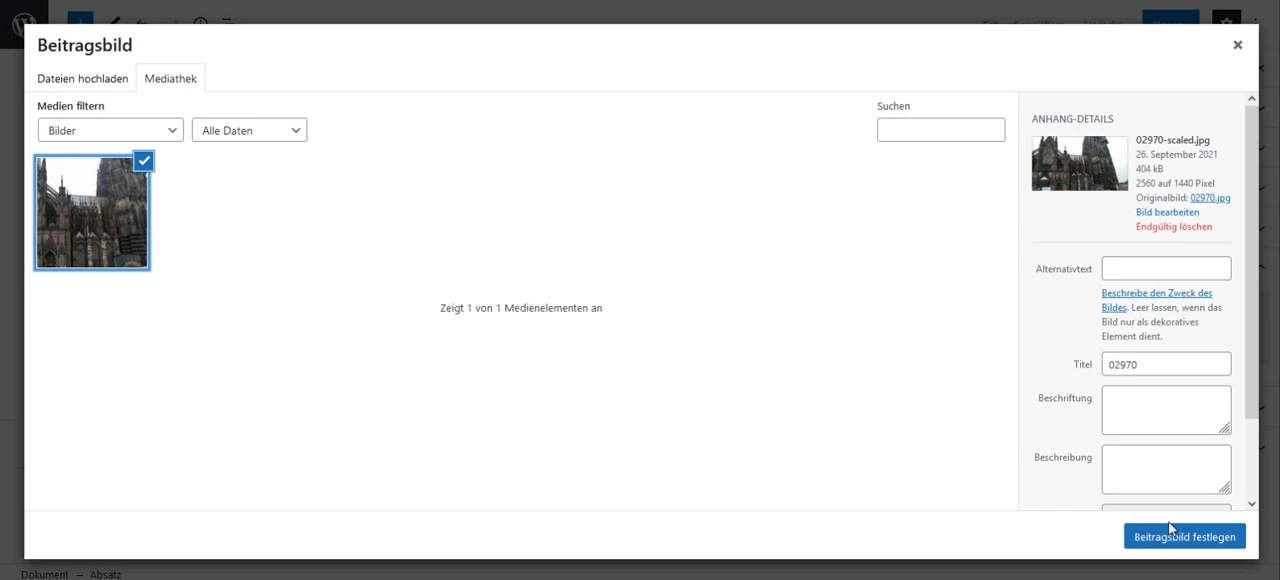 Beitragsbild
Dateien hochladen
Mediathek
Medien filtern
Bilder
Alle Daten
Suchen
Zeigt 1 von 1 Medienelementen an
ANHANG-DETAILS
02970-scaled.jpg
26. September 2021
404 kB
2560 auf 1440 Pixel
Originalbild: 02970.jpg
Bild bearbeiten
Endgültig löschen
Alternativtext
Beschreibe den Zweck des
Bildes. Leer lassen, wenn das
Bild nur als dekoratives
Element dient.
Titel 02970
Beschriftung
Beschreibung
Beitragsbild festlegen
Dokument → Absatz